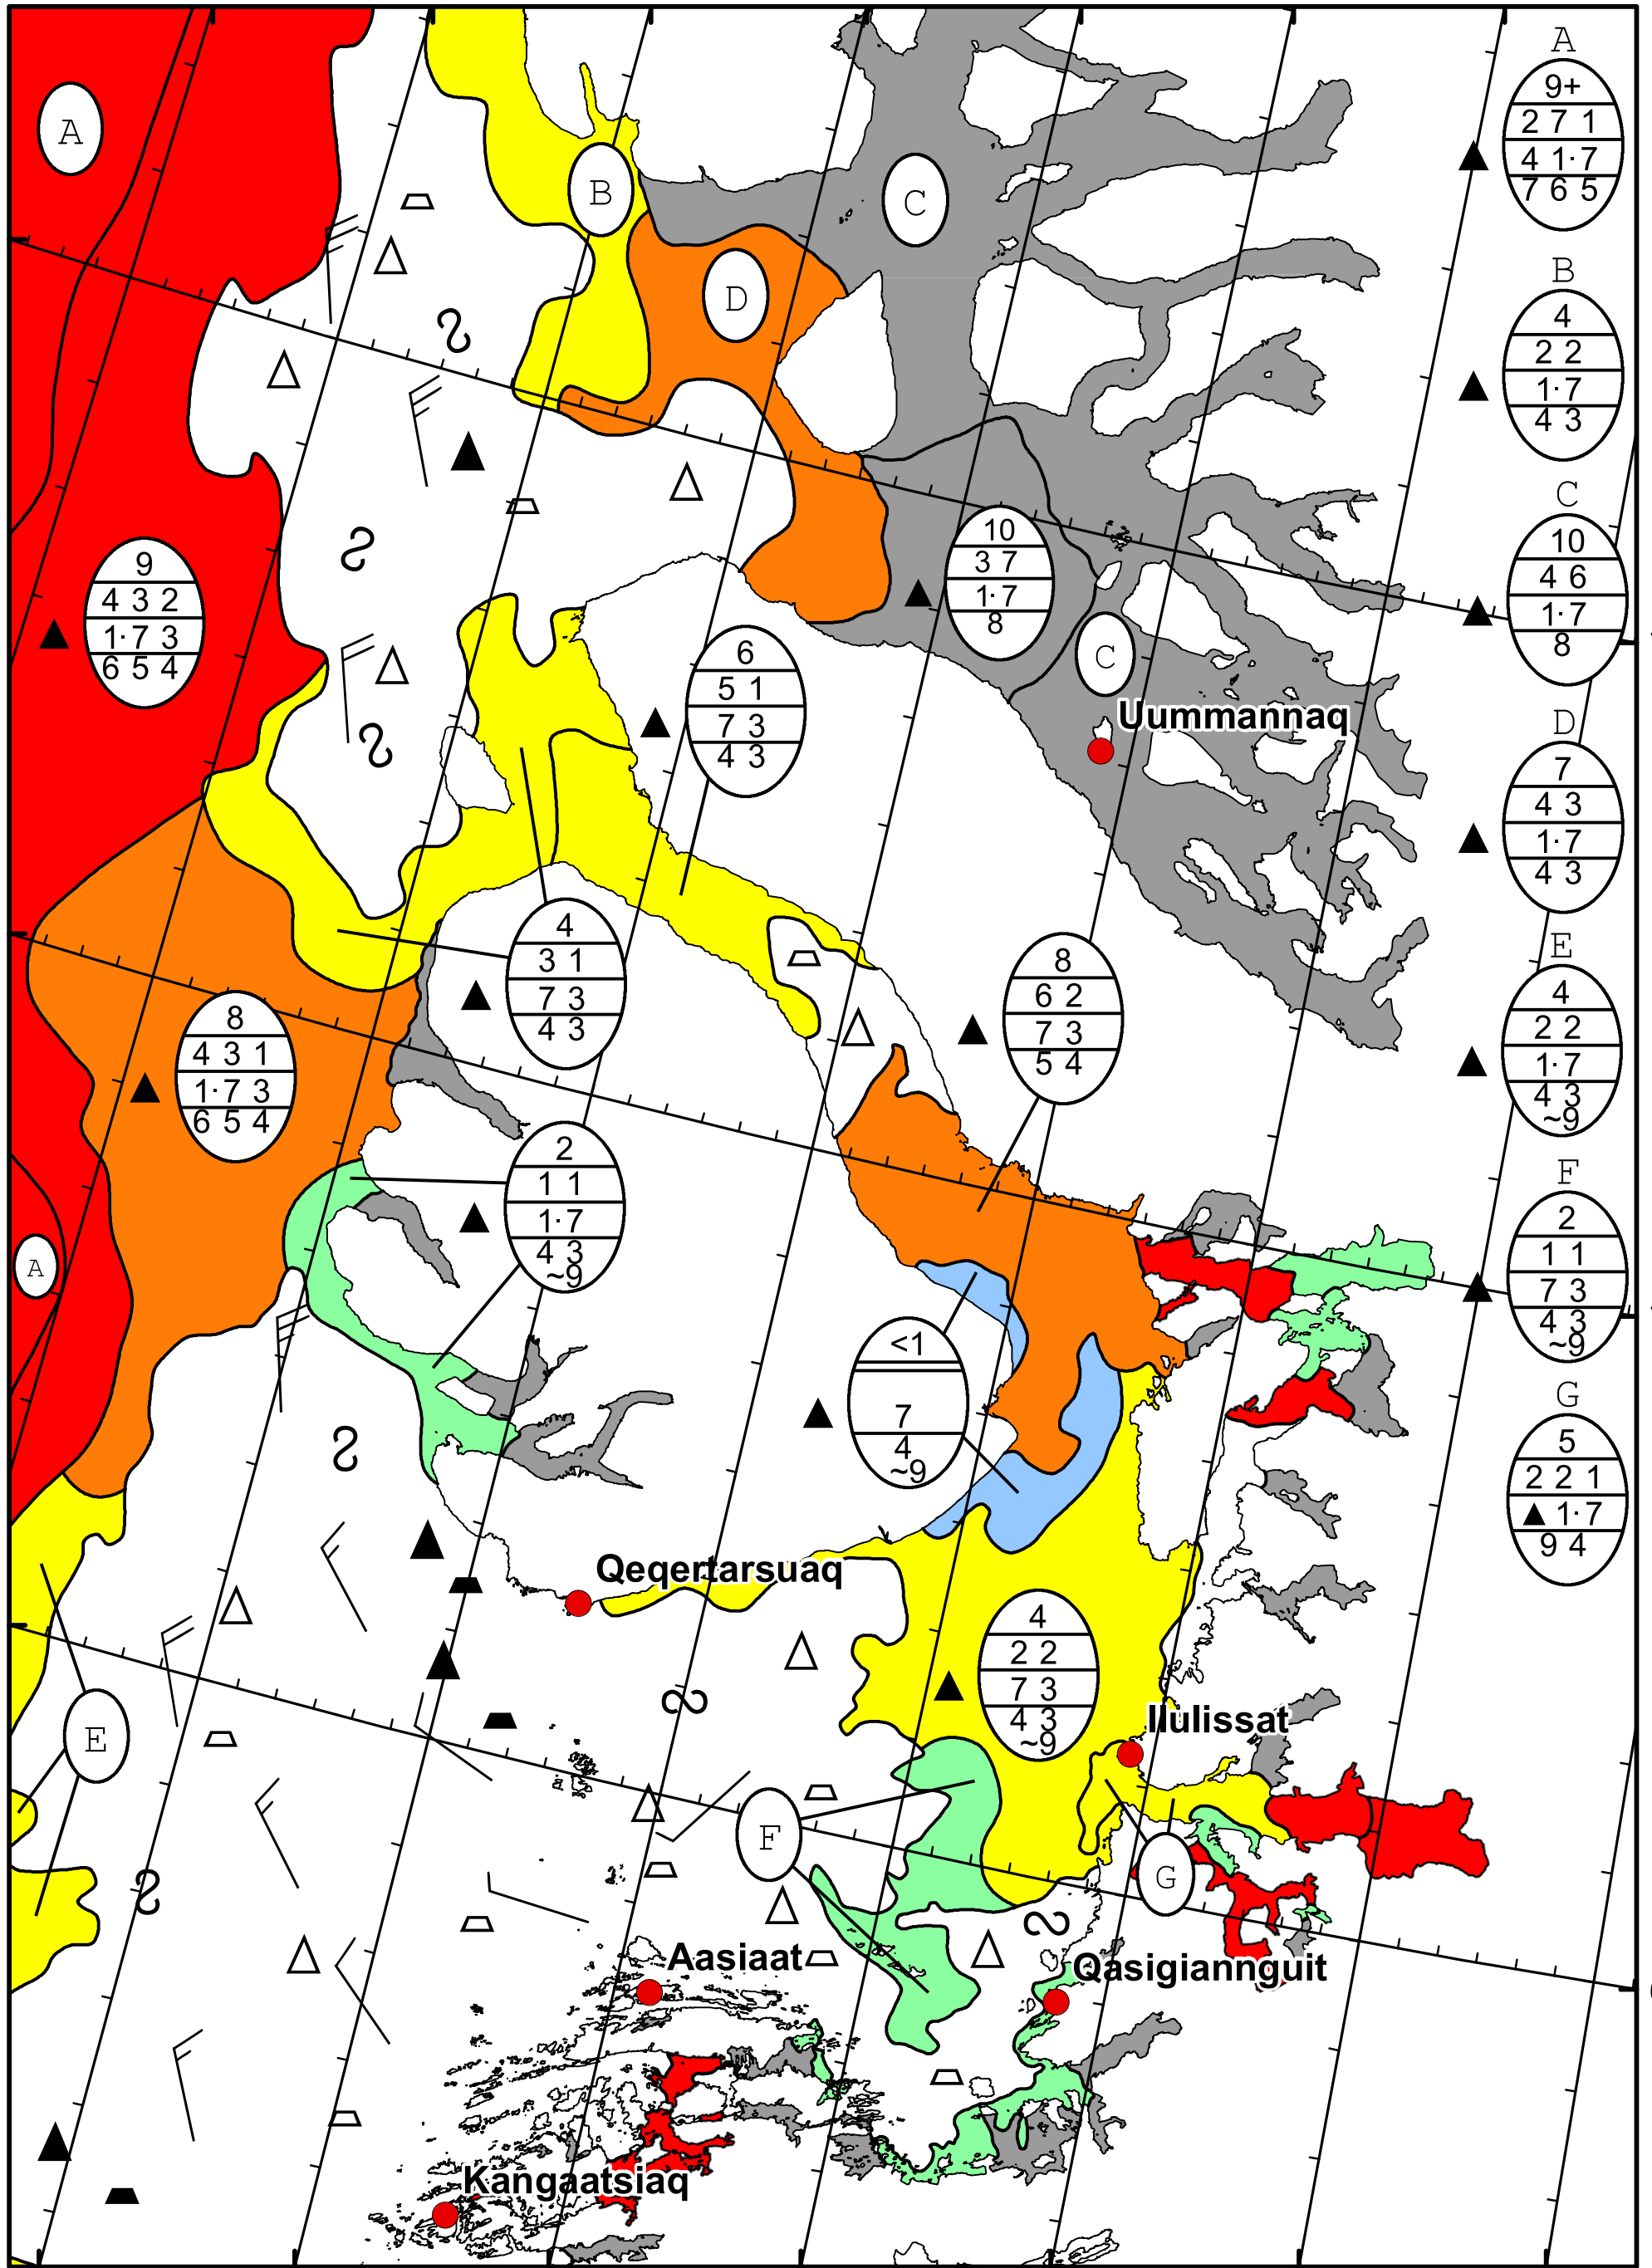 A
9+
2 7 1
4 1· 7
7 6 5
A
B
C
B
4
2 2
1· 7
4 3
D
C
10
4 6
1· 7
8
10
3 7
1· 7
8
9
4 3 2
1· 7 3
6 5 4
6
5 1
7 3
4 3
C
Uummannaq
D
7
4 3
1· 7
4 3
4
3 1
7 3
4 3
8
6 2
7 3
5 4
E
4
2 2
1· 7
4 3
~9
8
4 3 1
1· 7 3
6 5 4
2
1 1
1· 7
4 3
~9
F
2
1 1
7 3
4 3
~9
A
<1
7
4
~9
G
5
2 2 1
▲ 1· 7
9 4
Qeqertarsuaq
4
2 2
7 3
4 3
~9
E
Ilulissat
F
G
Aasiaat
Qasigiannguit
Kangaatsiaq